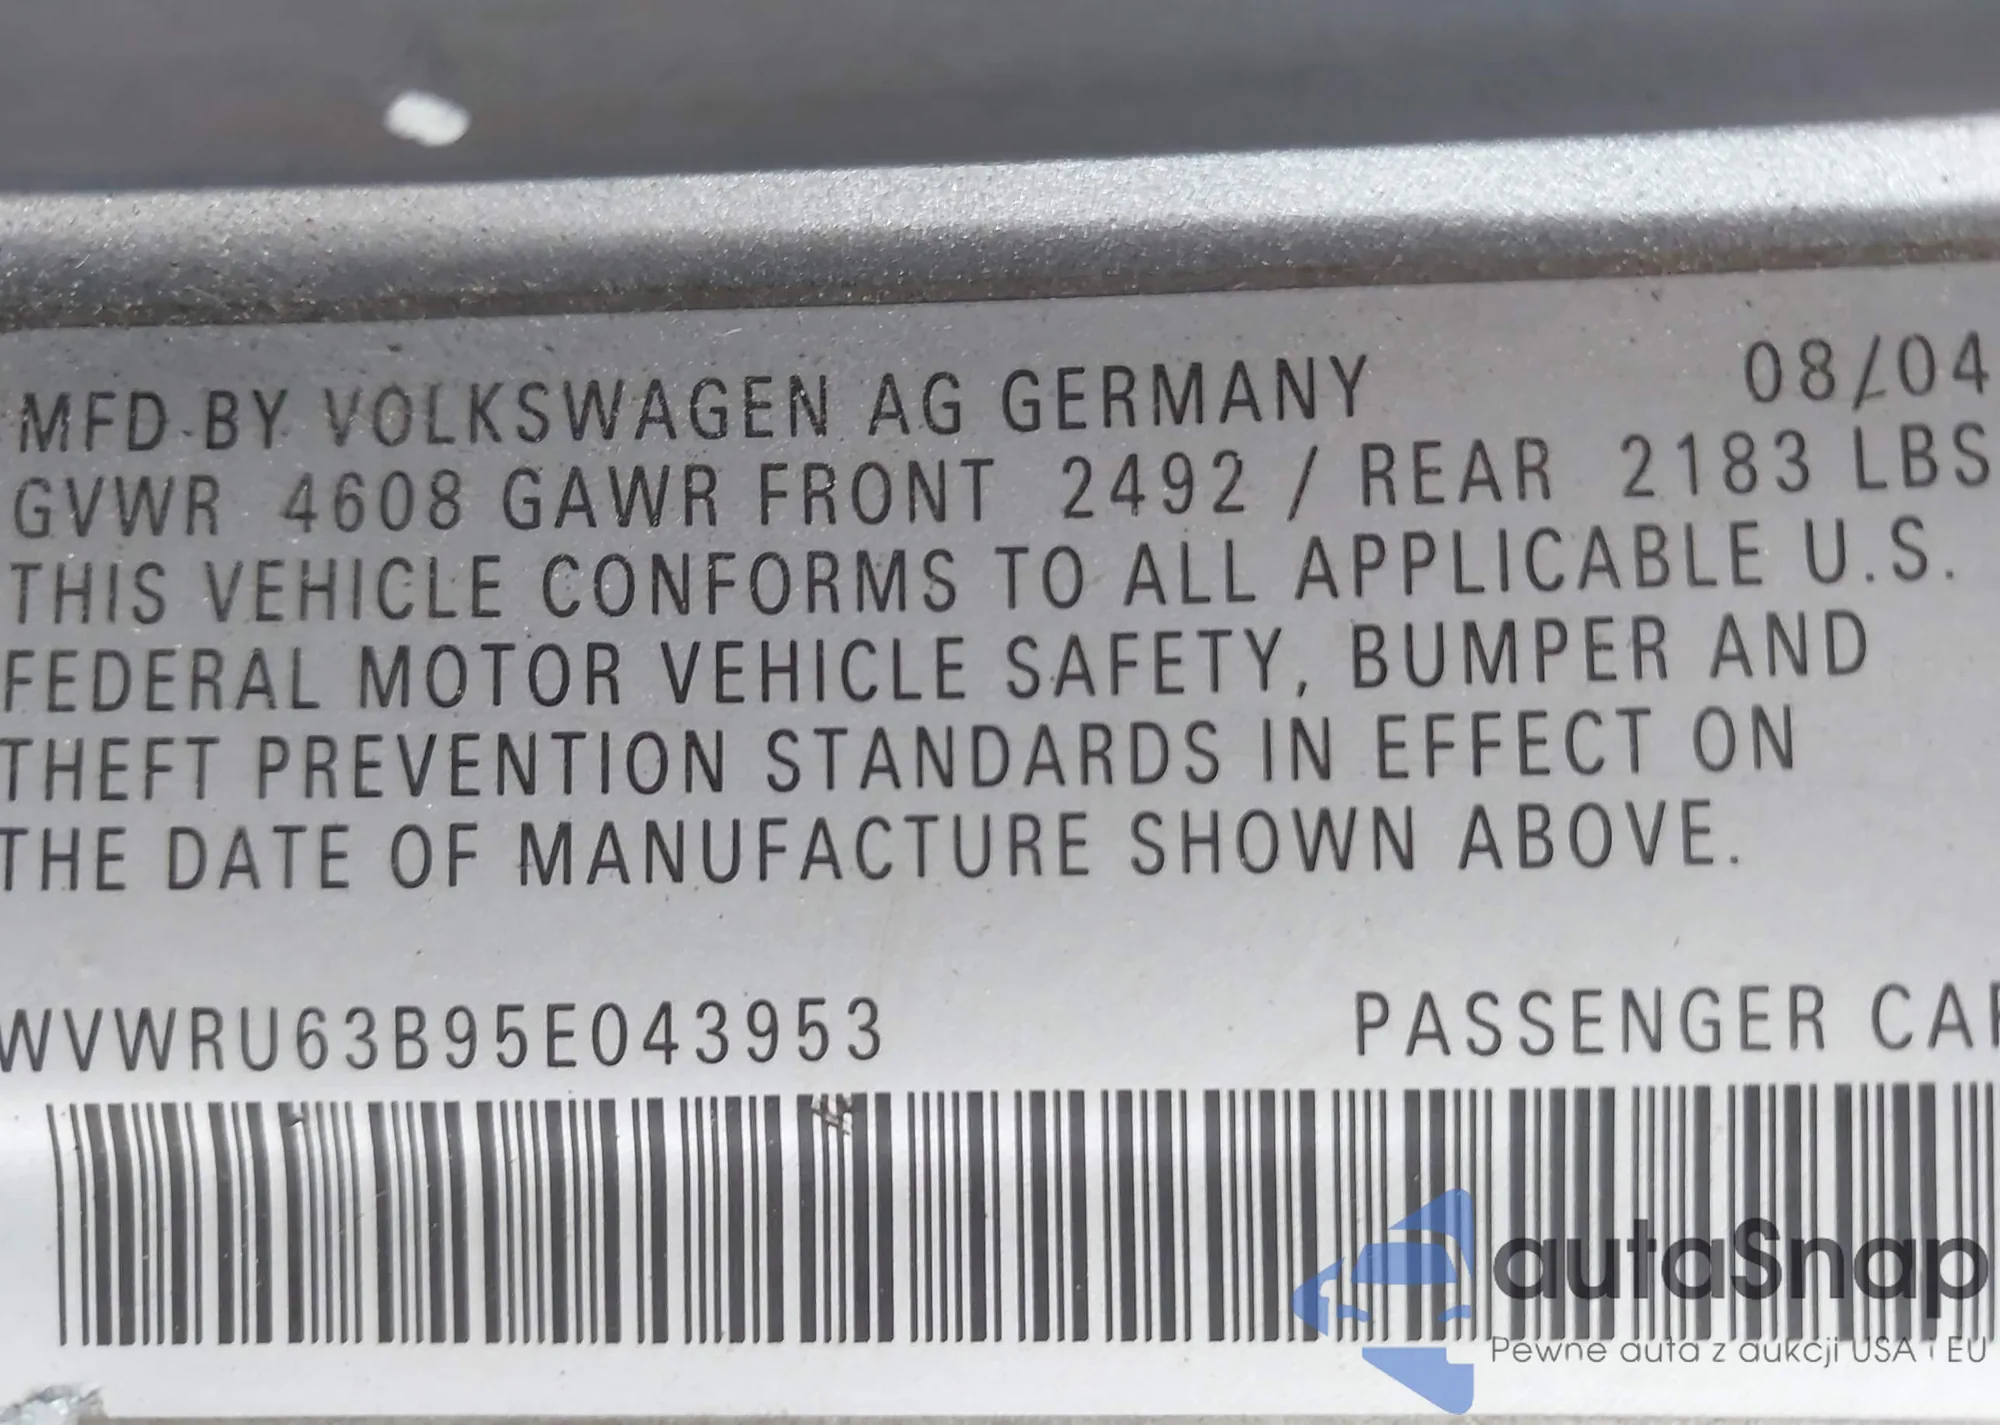 MFD BY VOLKSWAGEN AG GERMANY 08/04
GVWR 4608 GAWR FRONT 2492 / REAR 2183 LBS
THIS VEHICLE CONFORMS TO ALL APPLICABLE U.S.
FEDERAL MOTOR VEHICLE SAFETY, BUMPER AND
THEFT PREVENTION STANDARDS IN EFFECT ON
THE DATE OF MANUFACTURE SHOWN ABOVE.
WVWRU63B95E043953 PASSENGER CAR
autaSnap
Pewne auta z aukcji USA i EU